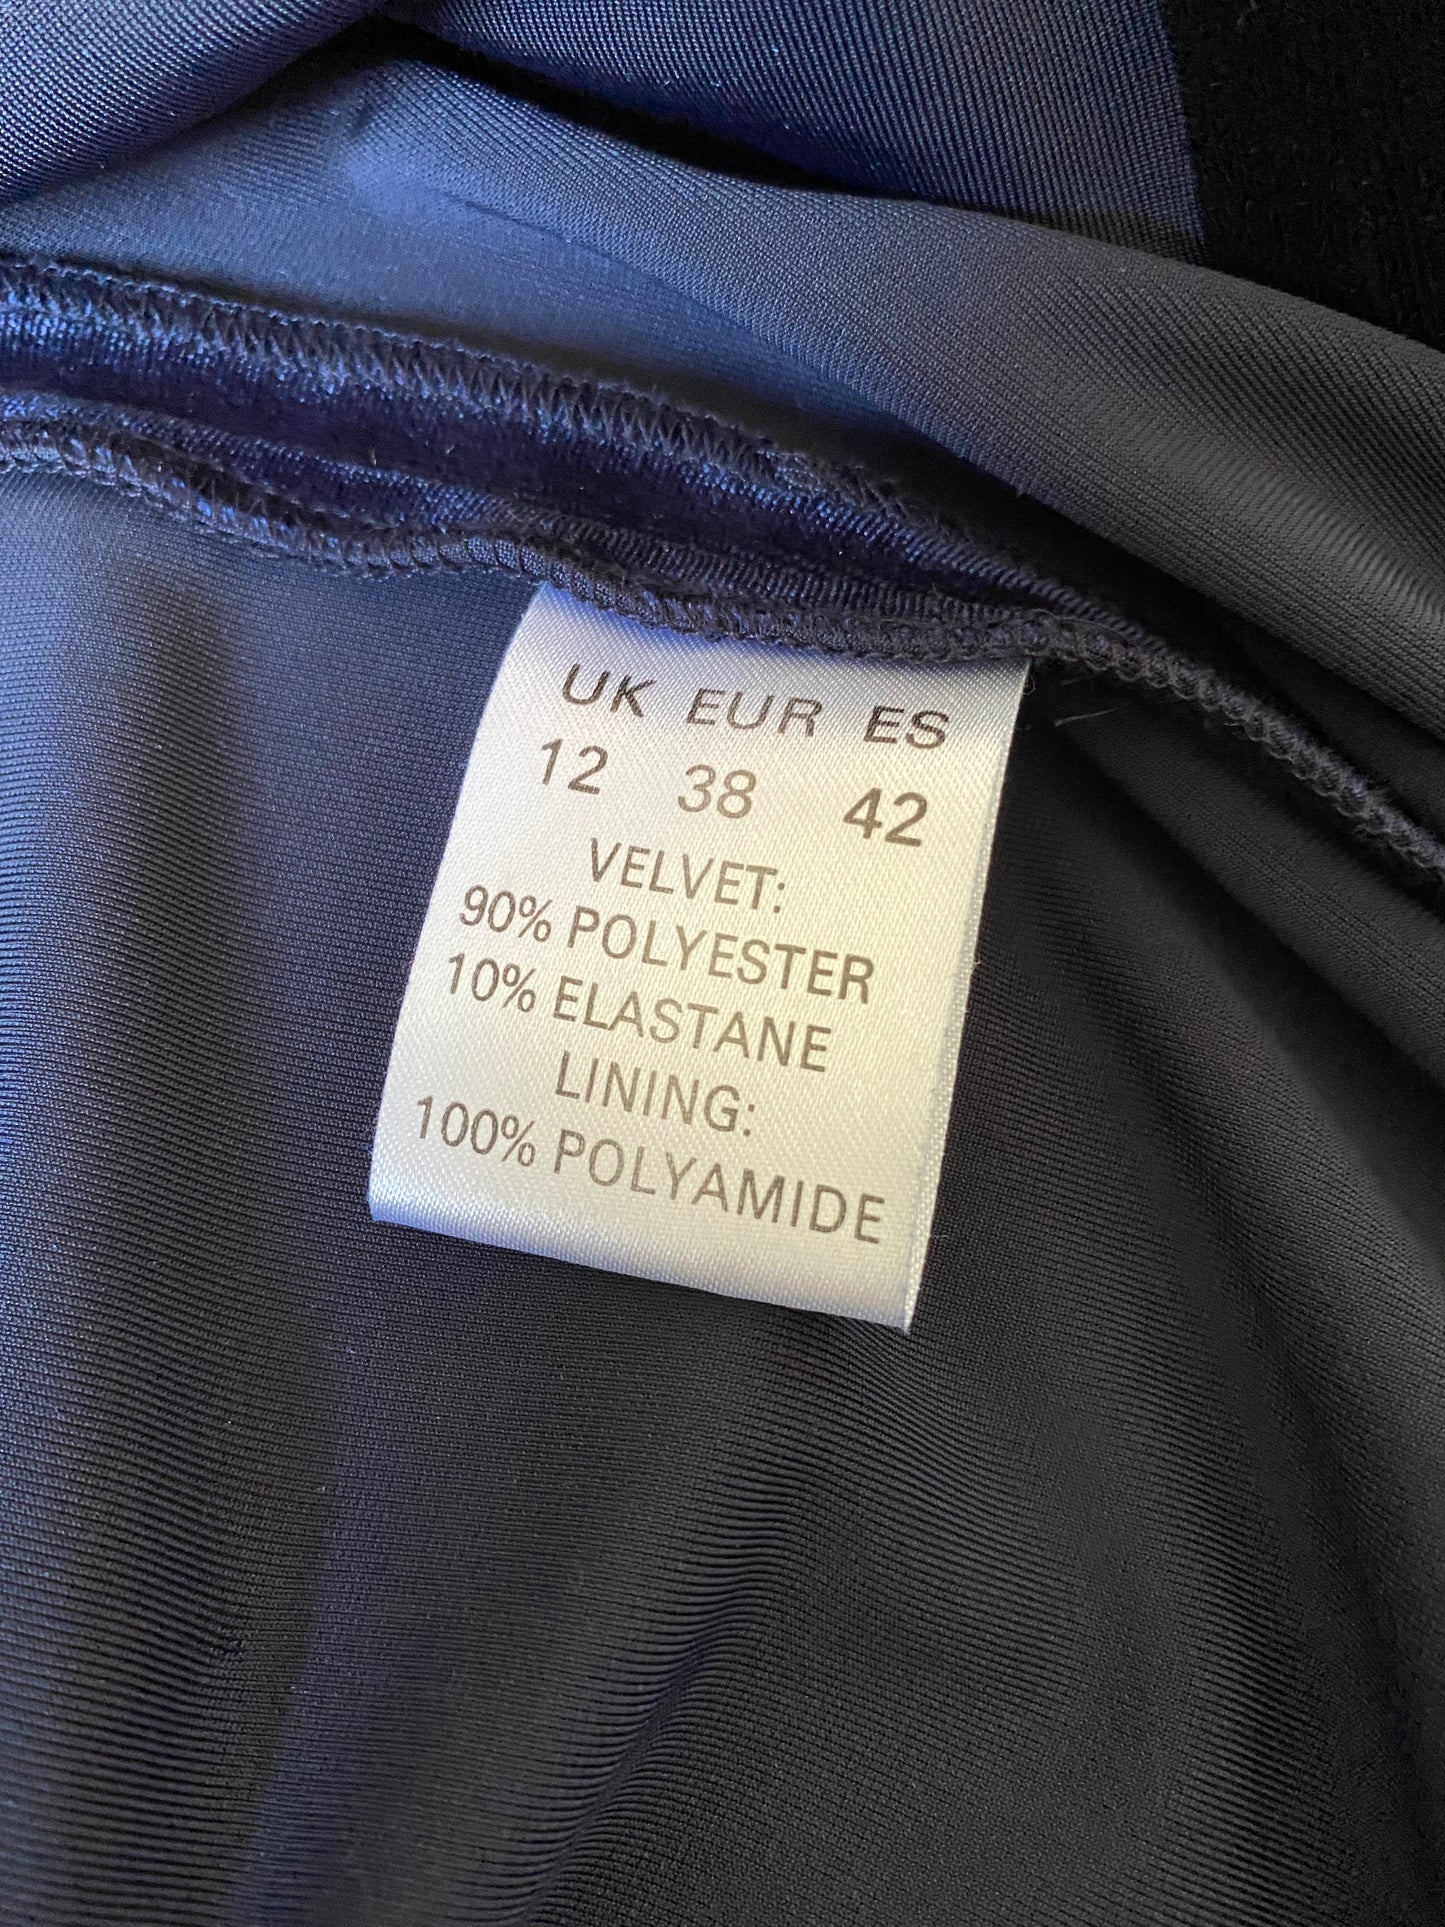 UK EUR ES
12 38 42
VELVET:
90% POLYESTER
10% ELASTANE
LINING:
100% POLYAMIDE